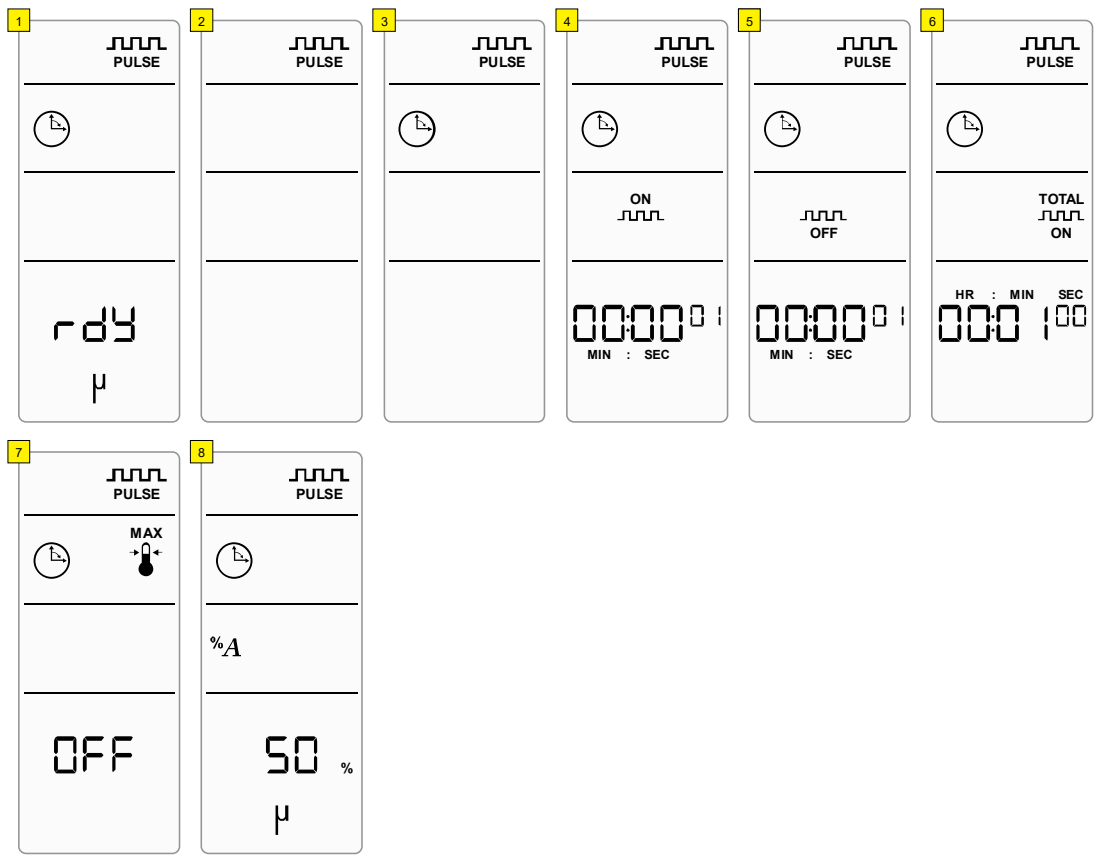 1
PULSE
rdy
μ
2
PULSE
3
PULSE
4
PULSE
ON
00:00 01
MIN : SEC
5
PULSE
OFF
00:00 01
MIN : SEC
6
PULSE
TOTAL
ON
HR : MIN SEC
00:01 00
7
PULSE
MAX
OFF
8
PULSE
%A
50 %
μ